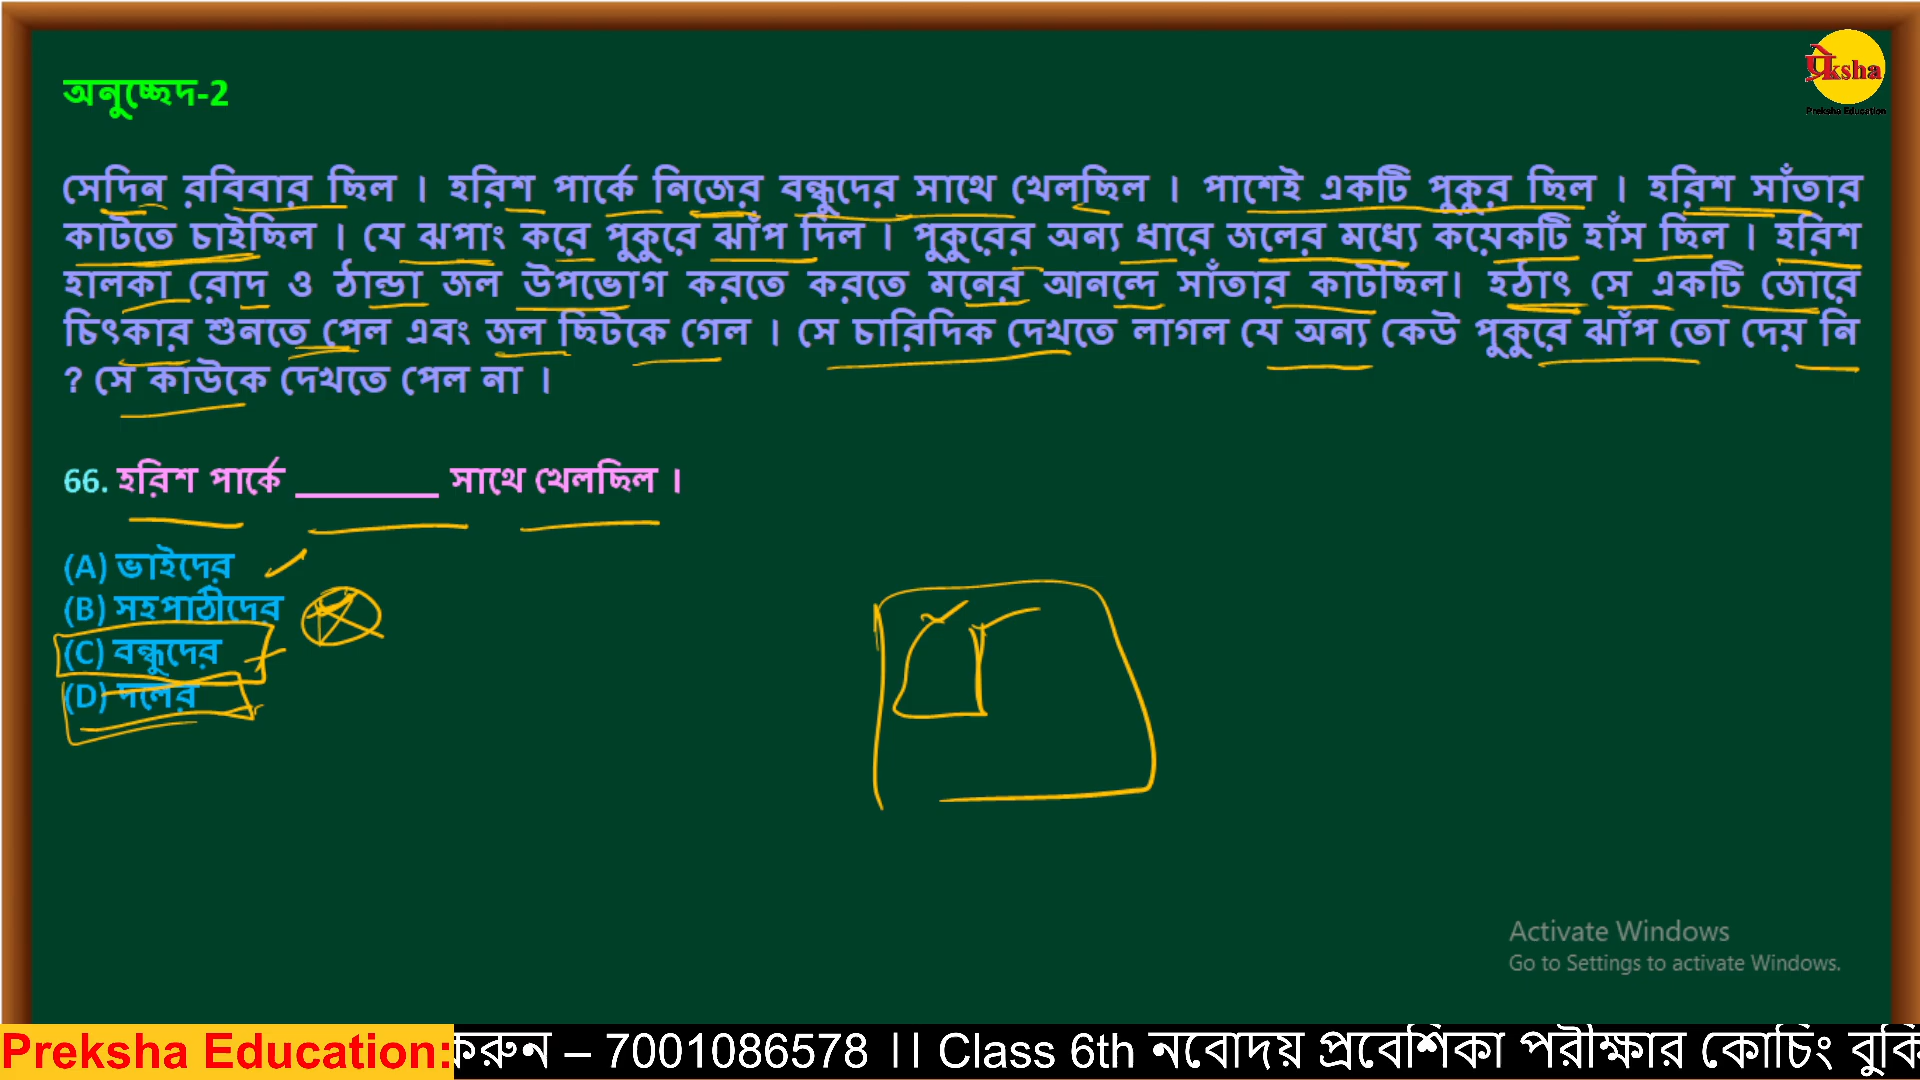 प्रेksha
Preksha Education
অনুচ্ছেদ-2
সেদিন রবিবার ছিল । হরিশ পার্কে নিজের বন্ধুদের সাথে খেলছিল । পাশেই একটি পুকুর ছিল । হরিশ সাঁতার
কাটতে চাইছিল । যে ঝপাং করে পুকুরে ঝাঁপ দিল । পুকুরের অন্য ধারে জলের মধ্যে কয়েকটি হাঁস ছিল । হরিশ
হালকা রোদ ও ঠান্ডা জল উপভোগ করতে করতে মনের আনন্দে সাঁতার কাটছিল। হঠাৎ সে একটি জোরে
চিৎকার শুনতে পেল এবং জল ছিটকে গেল । সে চারিদিক দেখতে লাগল যে অন্য কেউ পুকুরে ঝাঁপ তো দেয় নি
? সে কাউকে দেখতে পেল না ।
66. হরিশ পার্কে ________ সাথে খেলছিল ।
(A) ভাইদের
(B) সহপাঠীদের
(C) বন্ধুদের
(D) দলের
Activate Windows
Go to Settings to activate Windows.
Preksha Education: করুন – 7001086578 ।। Class 6th নবোদয় প্রবেশিকা পরীক্ষার কোচিং বুকি